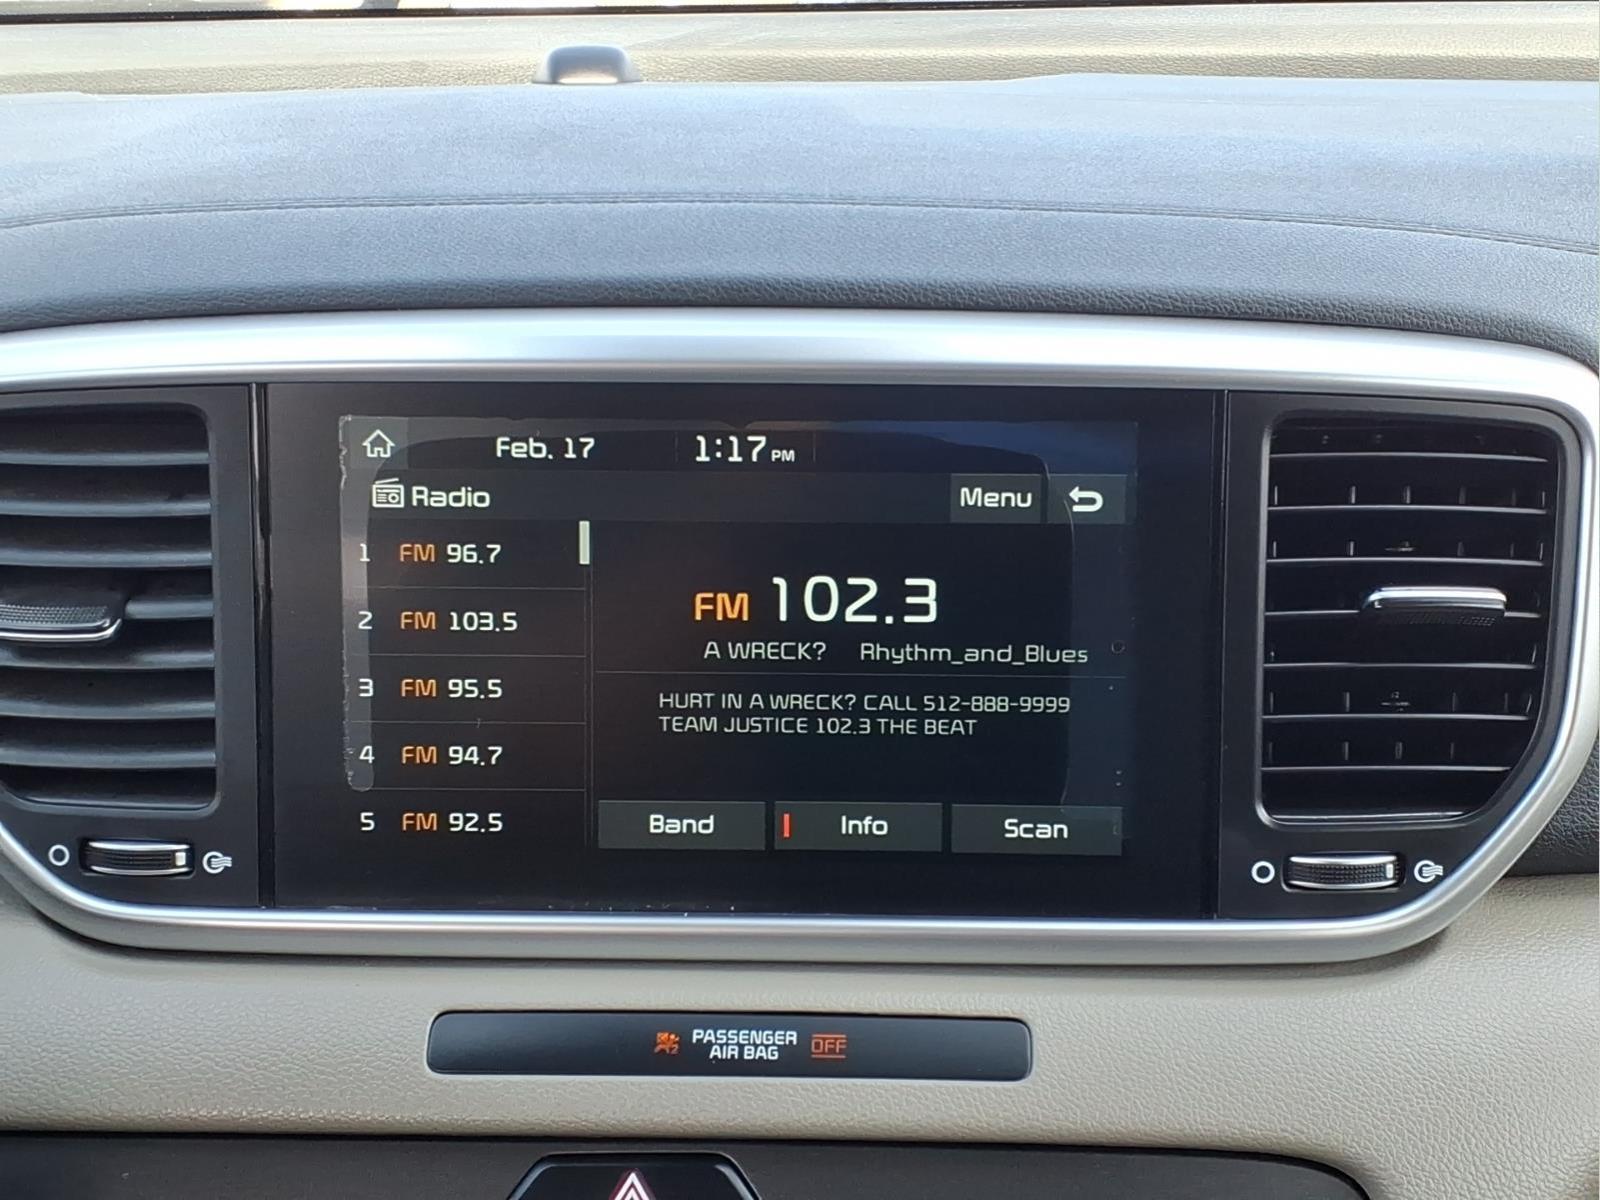 Feb. 17 1:17 PM
Radio Menu
1 FM 96.7
2 FM 103.5
3 FM 95.5
4 FM 94.7
5 FM 92.5
FM 102.3
A WRECK? Rhythm_and_Blues
HURT IN A WRECK? CALL 512-888-9999
TEAM JUSTICE 102.3 THE BEAT
Band Info Scan
PASSENGER
AIR BAG OFF